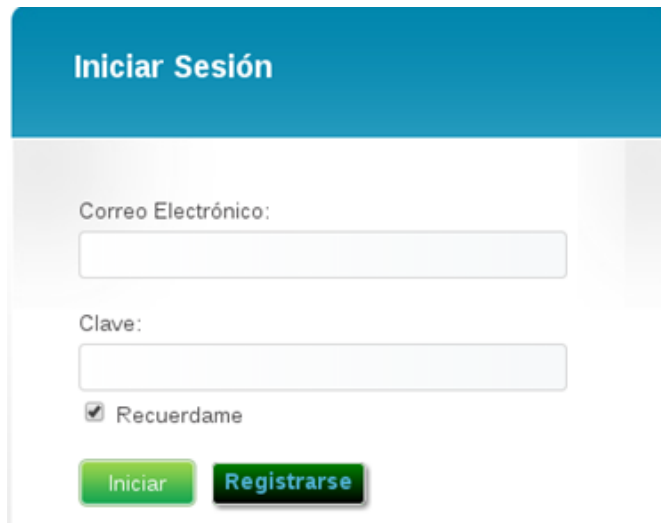 Iniciar Sesión
Correo Electrónico:
Clave:
Recuerdame
Iniciar Registrarse